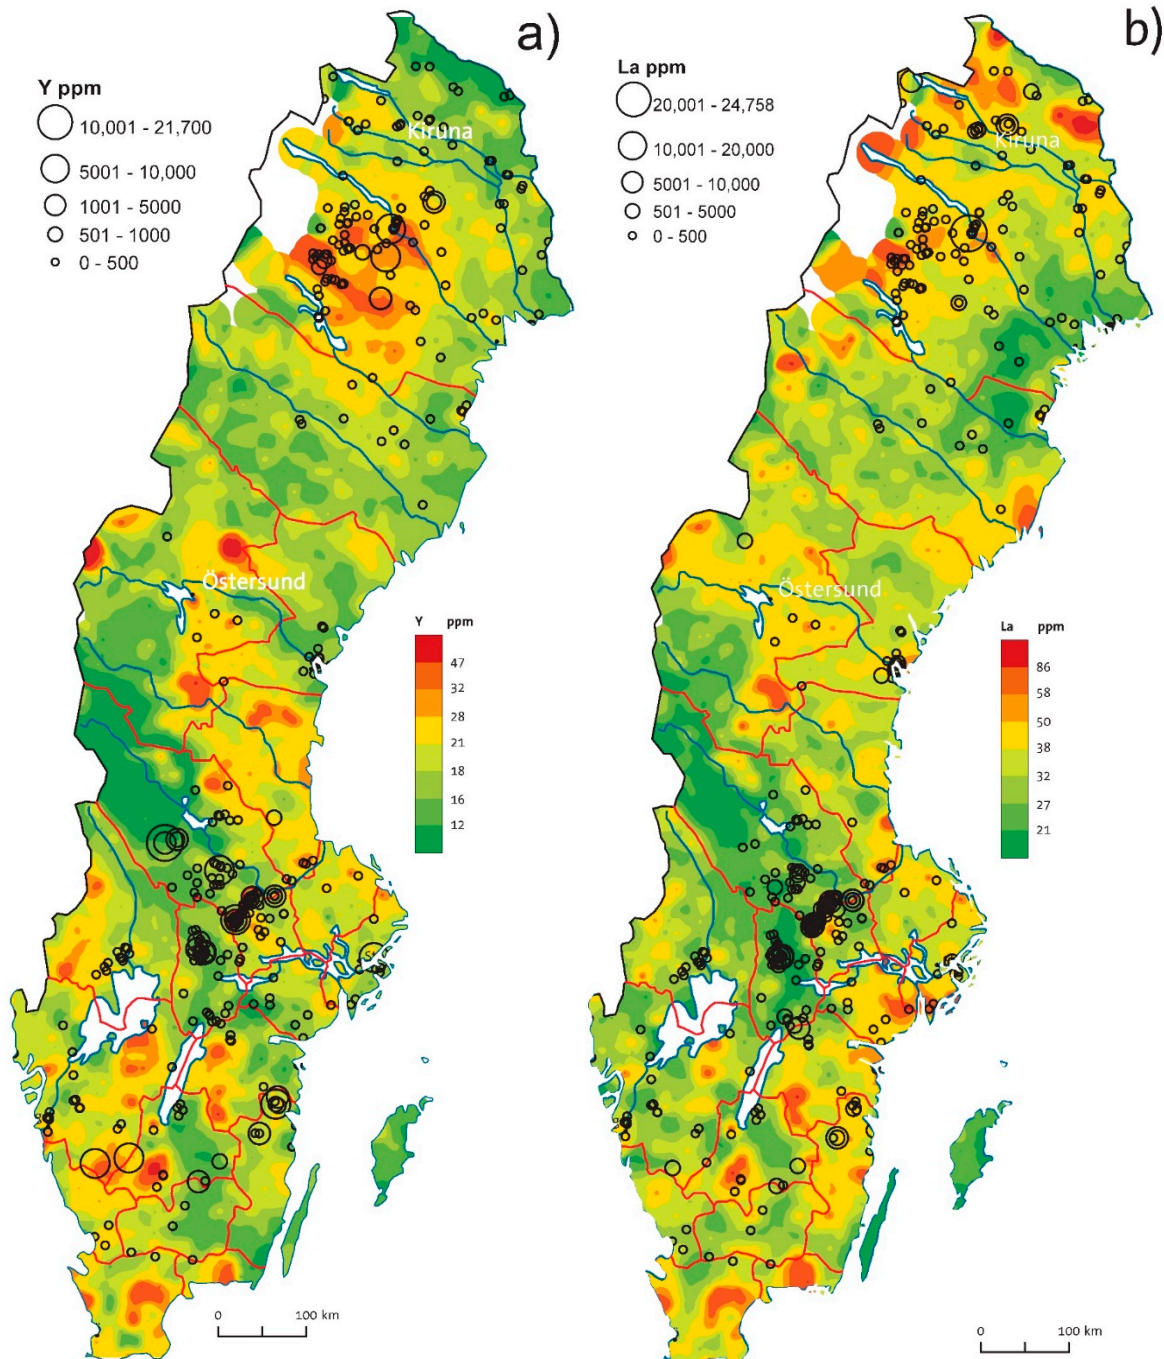 a)
Y ppm
10,001 - 21,700
5001 - 10,000
1001 - 5000
501 - 1000
0 - 500
Kiruna
Östersund
Y ppm
47
32
28
21
18
16
12
0 100 km
b)
La ppm
20,001 - 24,758
10,001 - 20,000
5001 - 10,000
501 - 5000
0 - 500
Kiruna
Östersund
La ppm
86
58
50
38
32
27
21
0 100 km